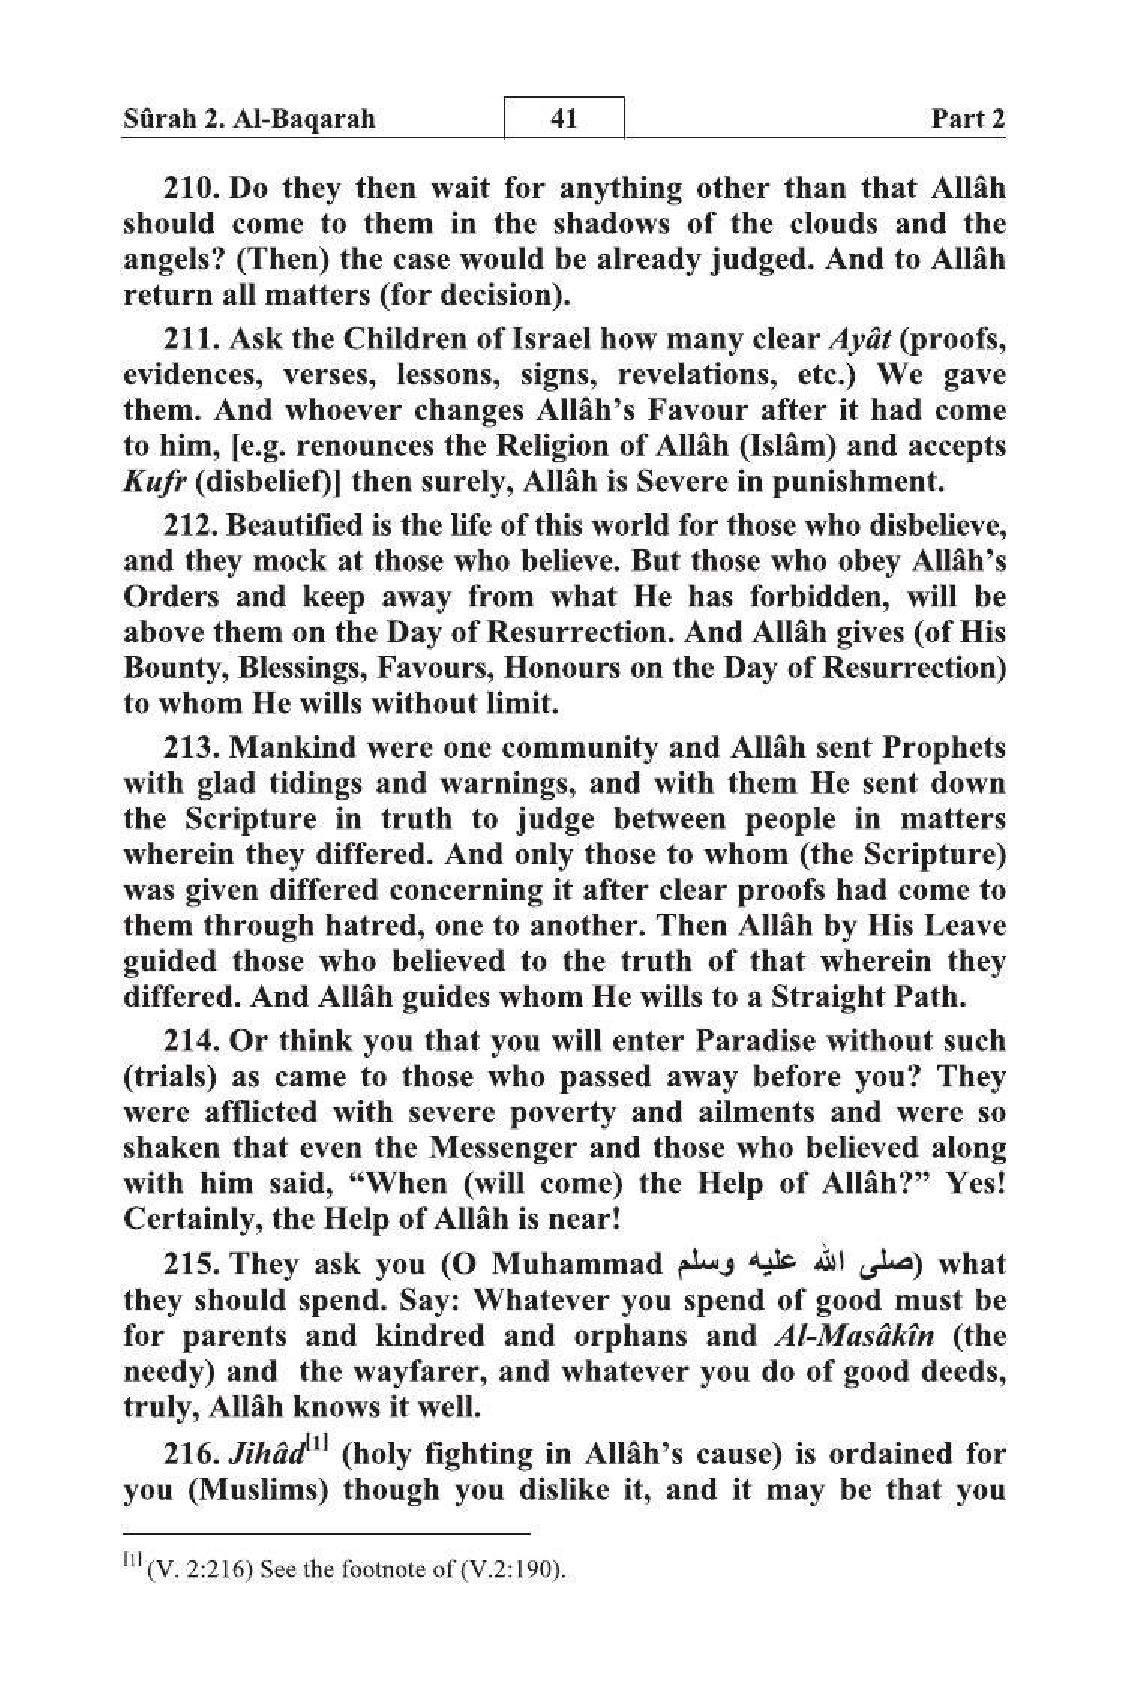 Sûrah 2. Al-Baqarah 41 Part 2
210. Do they then wait for anything other than that Allâh
should come to them in the shadows of the clouds and the
angels? (Then) the case would be already judged. And to Allâh
return all matters (for decision).
211. Ask the Children of Israel how many clear Ayât (proofs,
evidences, verses, lessons, signs, revelations, etc.) We gave
them. And whoever changes Allâh’s Favour after it had come
to him, [e.g. renounces the Religion of Allâh (Islâm) and accepts
Kufr (disbelief)] then surely, Allâh is Severe in punishment.
212. Beautified is the life of this world for those who disbelieve,
and they mock at those who believe. But those who obey Allâh’s
Orders and keep away from what He has forbidden, will be
above them on the Day of Resurrection. And Allâh gives (of His
Bounty, Blessings, Favours, Honours on the Day of Resurrection)
to whom He wills without limit.
213. Mankind were one community and Allâh sent Prophets
with glad tidings and warnings, and with them He sent down
the Scripture in truth to judge between people in matters
wherein they differed. And only those to whom (the Scripture)
was given differed concerning it after clear proofs had come to
them through hatred, one to another. Then Allâh by His Leave
guided those who believed to the truth of that wherein they
differed. And Allâh guides whom He wills to a Straight Path.
214. Or think you that you will enter Paradise without such
(trials) as came to those who passed away before you? They
were afflicted with severe poverty and ailments and were so
shaken that even the Messenger and those who believed along
with him said, “When (will come) the Help of Allâh?” Yes!
Certainly, the Help of Allâh is near!
215. They ask you (O Muhammad صلى الله عليه وسلم) what
they should spend. Say: Whatever you spend of good must be
for parents and kindred and orphans and Al-Masâkîn (the
needy) and the wayfarer, and whatever you do of good deeds,
truly, Allâh knows it well.
216. Jihâd[1] (holy fighting in Allâh’s cause) is ordained for
you (Muslims) though you dislike it, and it may be that you
[1] (V. 2:216) See the footnote of (V.2:190).